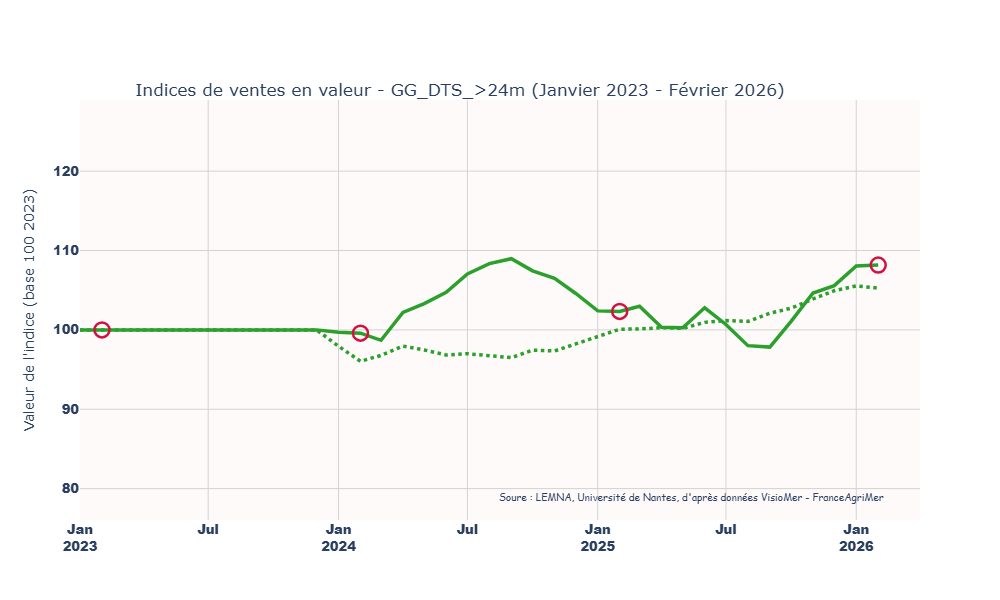 Indices de ventes en valeur - GG_DTS_>24m (Janvier 2023 - Février 2026)
Valeur de l'indice (base 100 2023)
120
110
100
90
80
Soure : LEMNA, Université de Nantes, d'après données VisioMer - FranceAgriMer
Jan
2023
Jul
Jan
2024
Jul
Jan
2025
Jul
Jan
2026